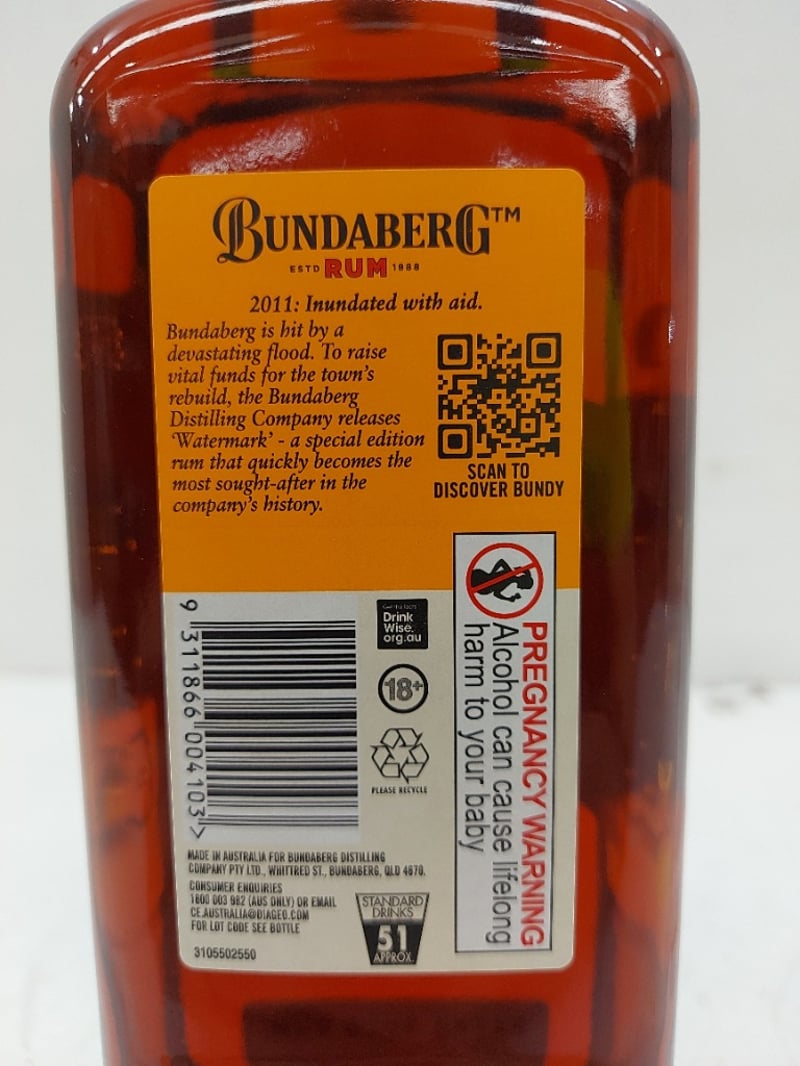 BUNDABERG™
ESTD RUM 1888
2011: Inundated with aid.
Bundaberg is hit by a
devastating flood. To raise
vital funds for the town's
rebuild, the Bundaberg
Distilling Company releases
'Watermark' - a special edition
rum that quickly becomes the
most sought-after in the
company's history.
SCAN TO
DISCOVER BUNDY
9 311866 004103 >
Drink
Wise.
org.au
18+
PLEASE RECYCLE
PREGNANCY WARNING
Alcohol can cause lifelong
harm to your baby
MADE IN AUSTRALIA FOR BUNDABERG DISTILLING
COMPANY PTY LTD., WHITTRED ST., BUNDABERG, QLD 4670.
CONSUMER ENQUIRIES
1800 003 982 (AUS ONLY) OR EMAIL
CE.AUSTRALIA@DIAGEO.COM
FOR LOT CODE SEE BOTTLE
3105502550
STANDARD
DRINKS
51
APPROX.